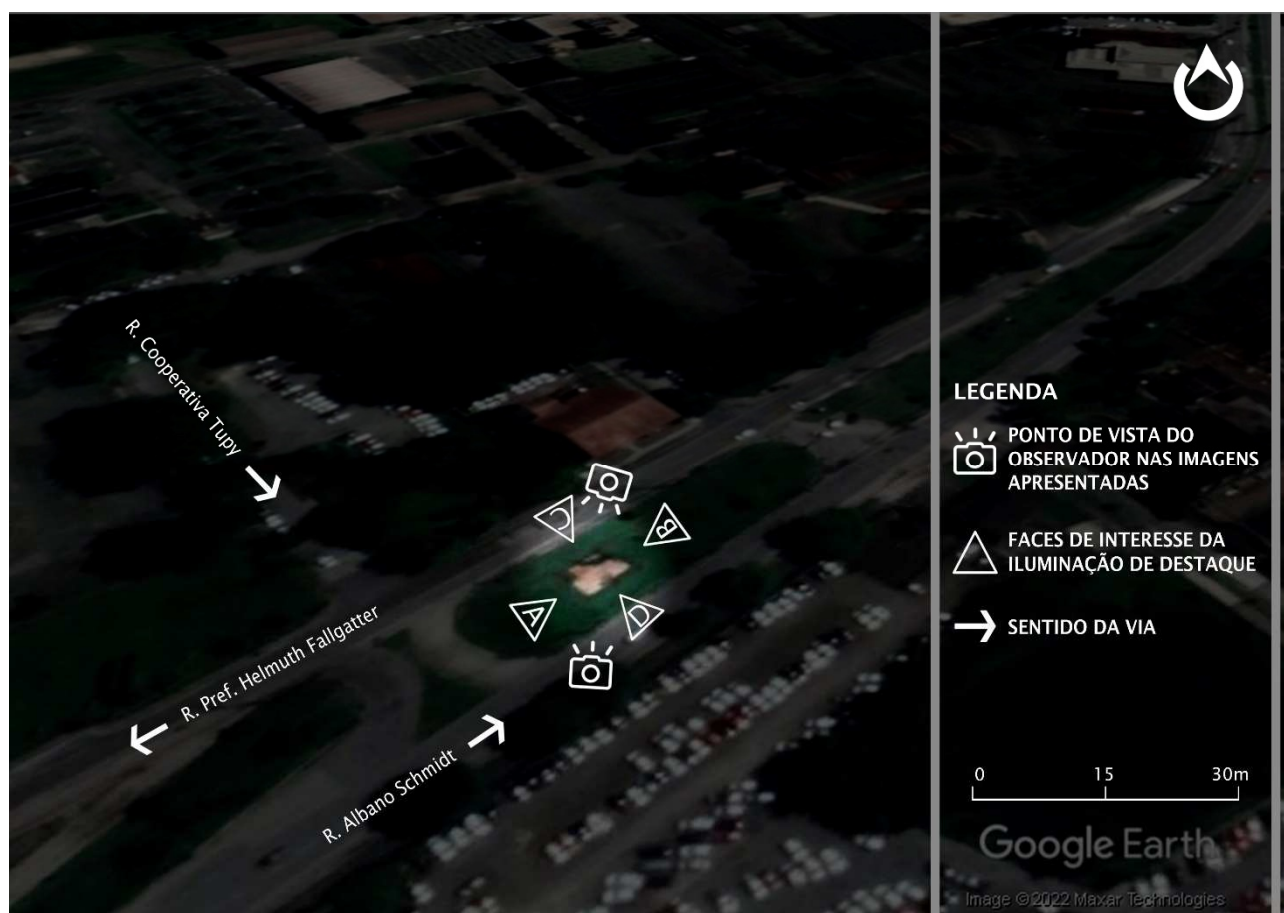 R. Cooperativa Tupy
C
B
A
D
R. Pref. Helmuth Fallgatter
R. Albano Schmidt
LEGENDA
PONTO DE VISTA DO
OBSERVADOR NAS IMAGENS
APRESENTADAS
FACES DE INTERESSE DA
ILUMINAÇÃO DE DESTAQUE
SENTIDO DA VIA
0 15 30m
Google Earth
Image © 2022 Maxar Technologies